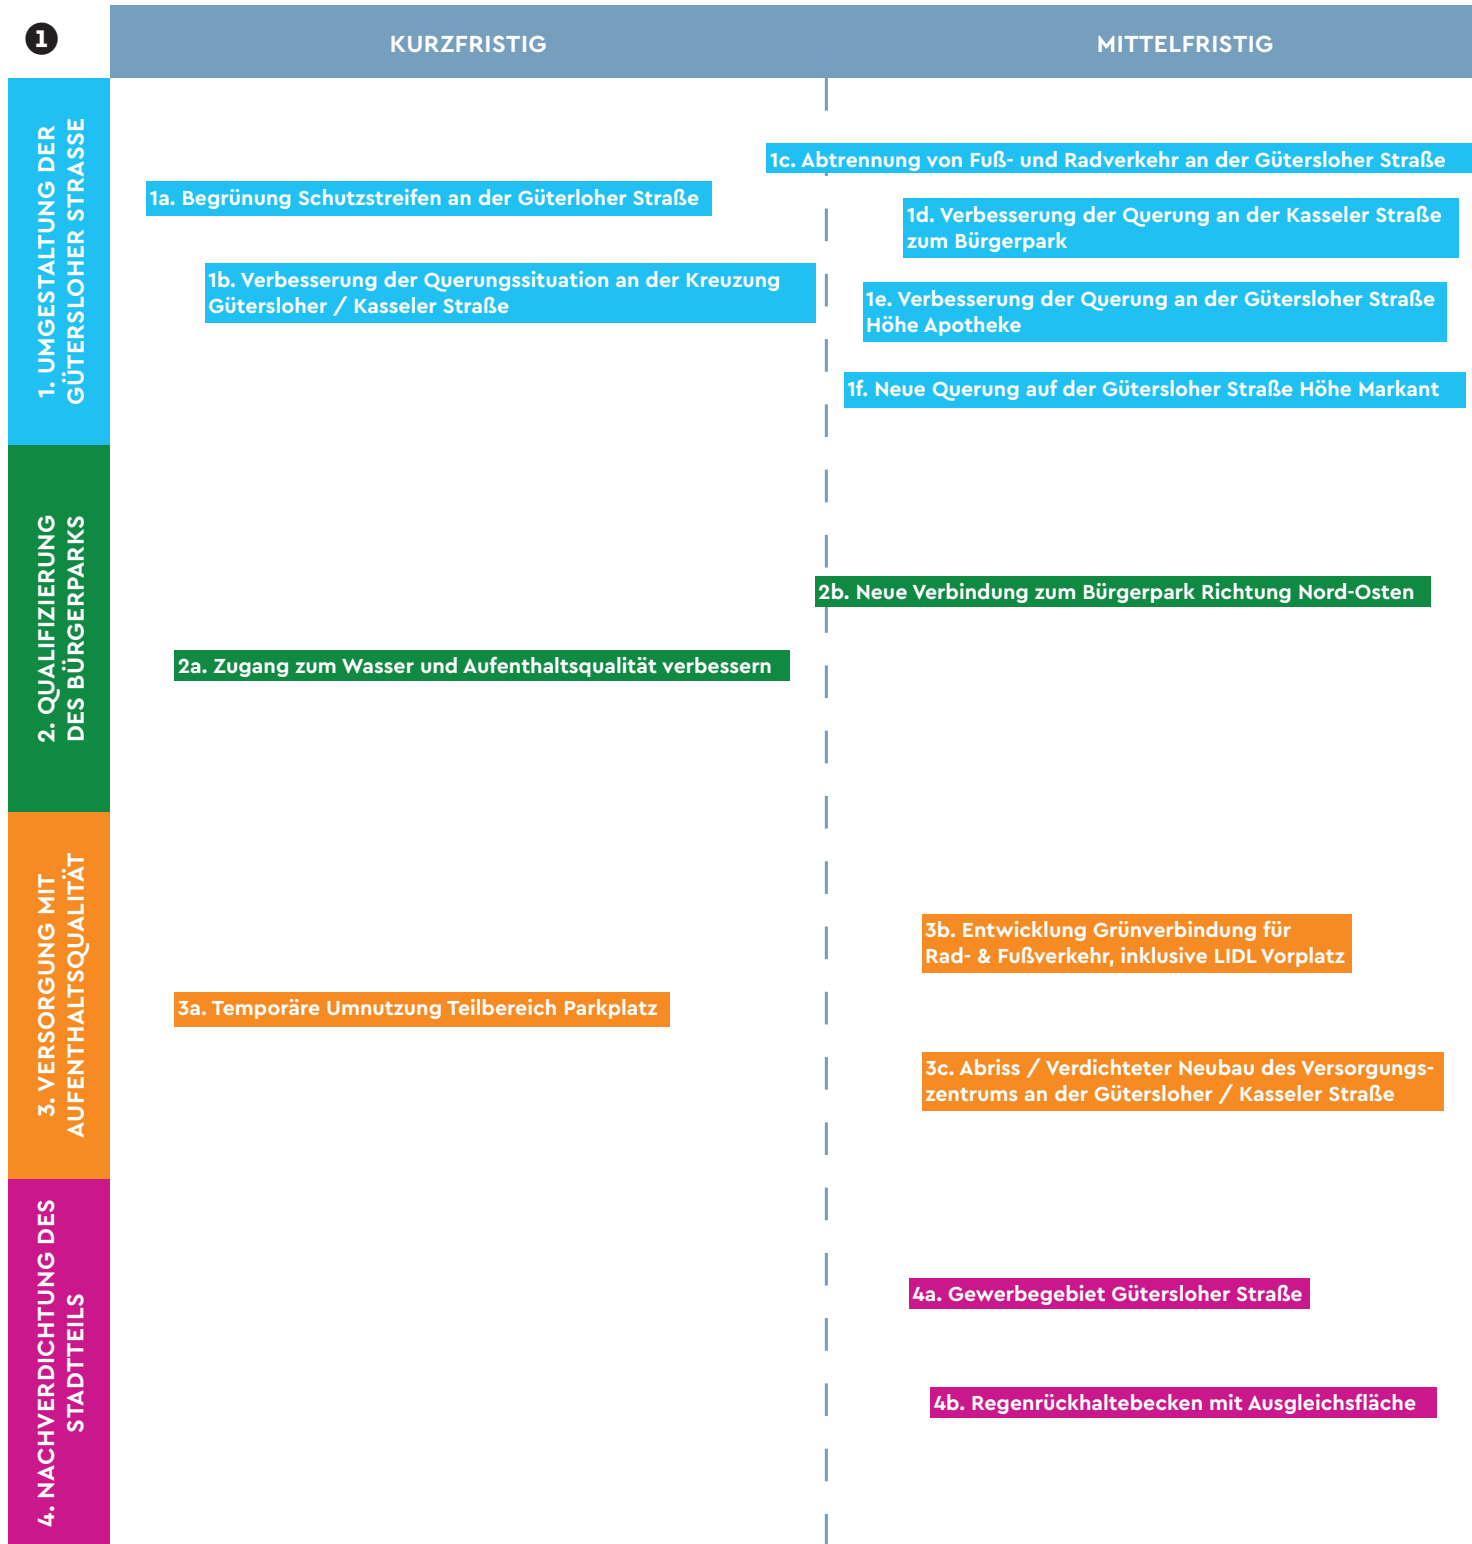 1
KURZFRISTIG
MITTELFRISTIG
1. UMGESTALTUNG DER
GÜTERSLOHER STRASSE
1c. Abtrennung von Fuß- und Radverkehr an der Gütersloher Straße
1a. Begrünung Schutzstreifen an der Güterloher Straße
1d. Verbesserung der Querung an der Kasseler Straße
zum Bürgerpark
1b. Verbesserung der Querungssituation an der Kreuzung
Gütersloher / Kasseler Straße
1e. Verbesserung der Querung an der Gütersloher Straße
Höhe Apotheke
1f. Neue Querung auf der Gütersloher Straße Höhe Markant
2. QUALIFIZIERUNG
DES BÜRGERPARKS
2b. Neue Verbindung zum Bürgerpark Richtung Nord-Osten
2a. Zugang zum Wasser und Aufenthaltsqualität verbessern
3. VERSORGUNG MIT
AUFENTHALTSQUALITÄT
3b. Entwicklung Grünverbindung für
Rad- & Fußverkehr, inklusive LIDL Vorplatz
3a. Temporäre Umnutzung Teilbereich Parkplatz
3c. Abriss / Verdichteter Neubau des Versorgungs-
zentrums an der Gütersloher / Kasseler Straße
4. NACHVERDICHTUNG DES
STADTTEILS
4a. Gewerbegebiet Gütersloher Straße
4b. Regenrückhaltebecken mit Ausgleichsfläche